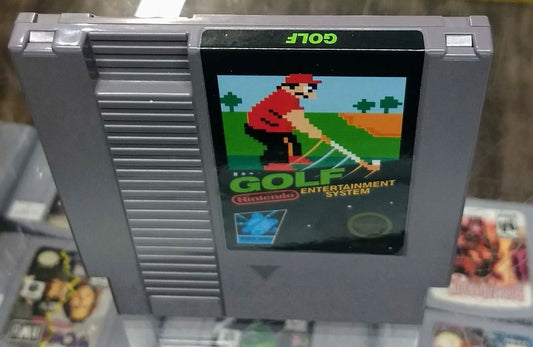 GOLF
GOLF
Nintendo
ENTERTAINMENT
SYSTEM